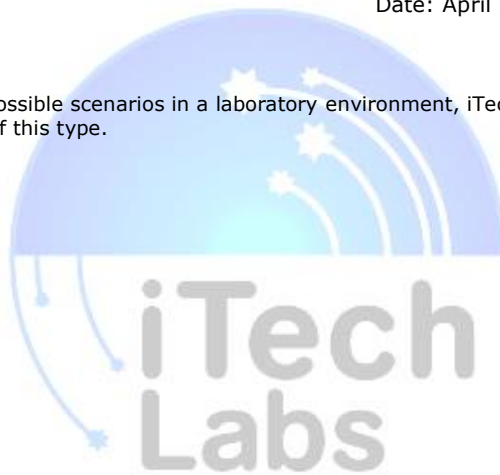 Date: April
ossible scenarios in a laboratory environment, iTec
f this type.
iTech
Labs